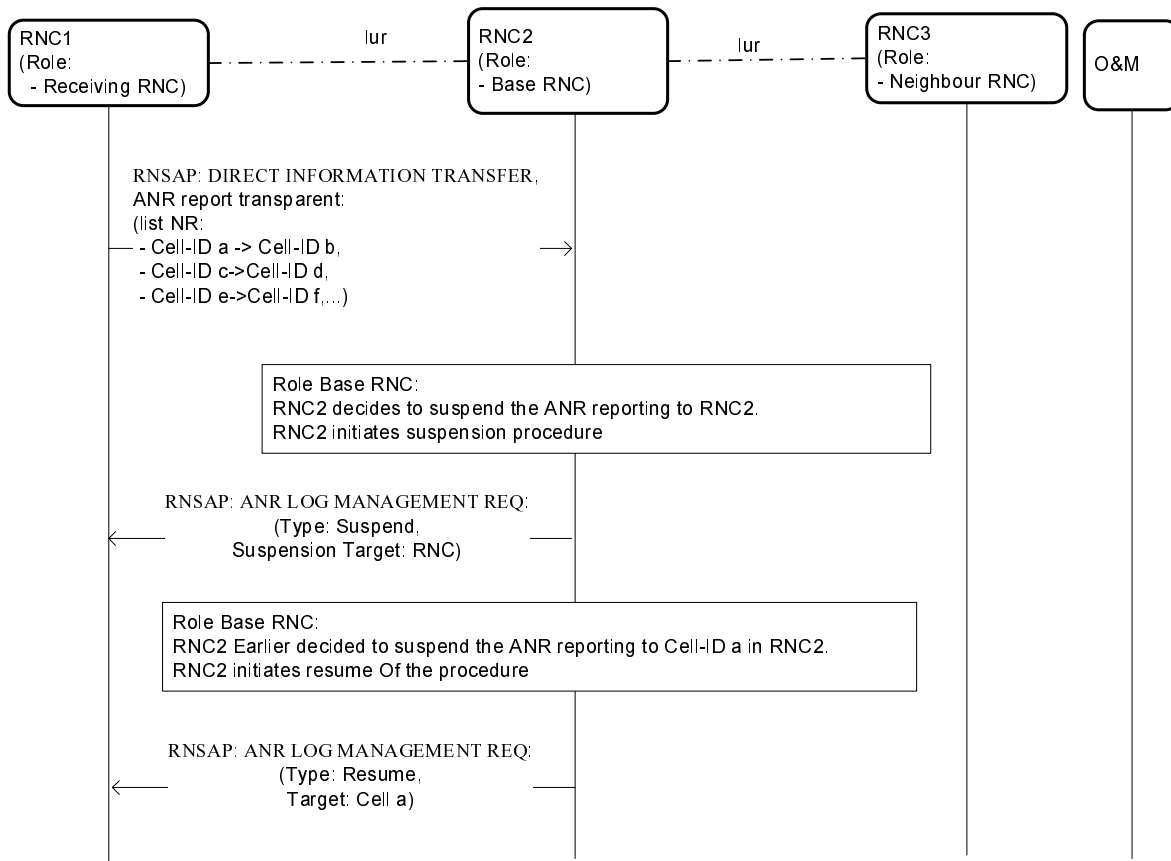 RNC1
(Role:
- Receiving RNC)
Iur
RNC2
(Role:
- Base RNC)
Iur
RNC3
(Role:
- Neighbour RNC)
O&M
RNSAP: DIRECT INFORMATION TRANSFER,
ANR report transparent:
(list NR:
- Cell-ID a -> Cell-ID b,
- Cell-ID c->Cell-ID d,
- Cell-ID e->Cell-ID f,...)
Role Base RNC:
RNC2 decides to suspend the ANR reporting to RNC2.
RNC2 initiates suspension procedure
RNSAP: ANR LOG MANAGEMENT REQ:
(Type: Suspend,
Suspension Target: RNC)
Role Base RNC:
RNC2 Earlier decided to suspend the ANR reporting to Cell-ID a in RNC2.
RNC2 initiates resume Of the procedure
RNSAP: ANR LOG MANAGEMENT REQ:
(Type: Resume,
Target: Cell a)